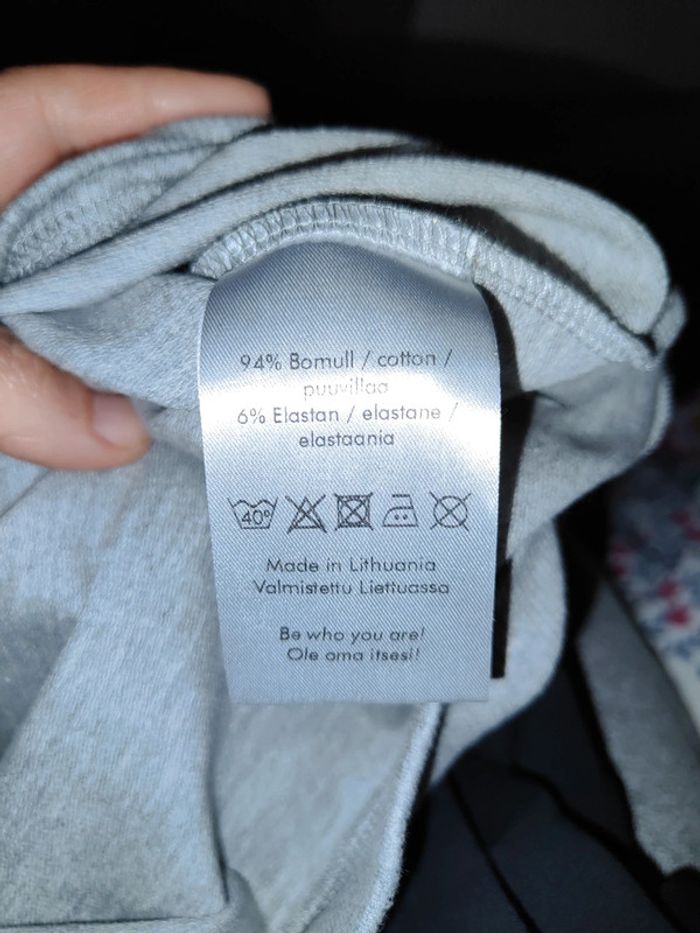 94% Bomull / cotton /
puuvillaa
6% Elastan / elastane /
elastaania
40°
Made in Lithuania
Valmistettu Liettuassa
Be who you are!
Ole oma itsesi!